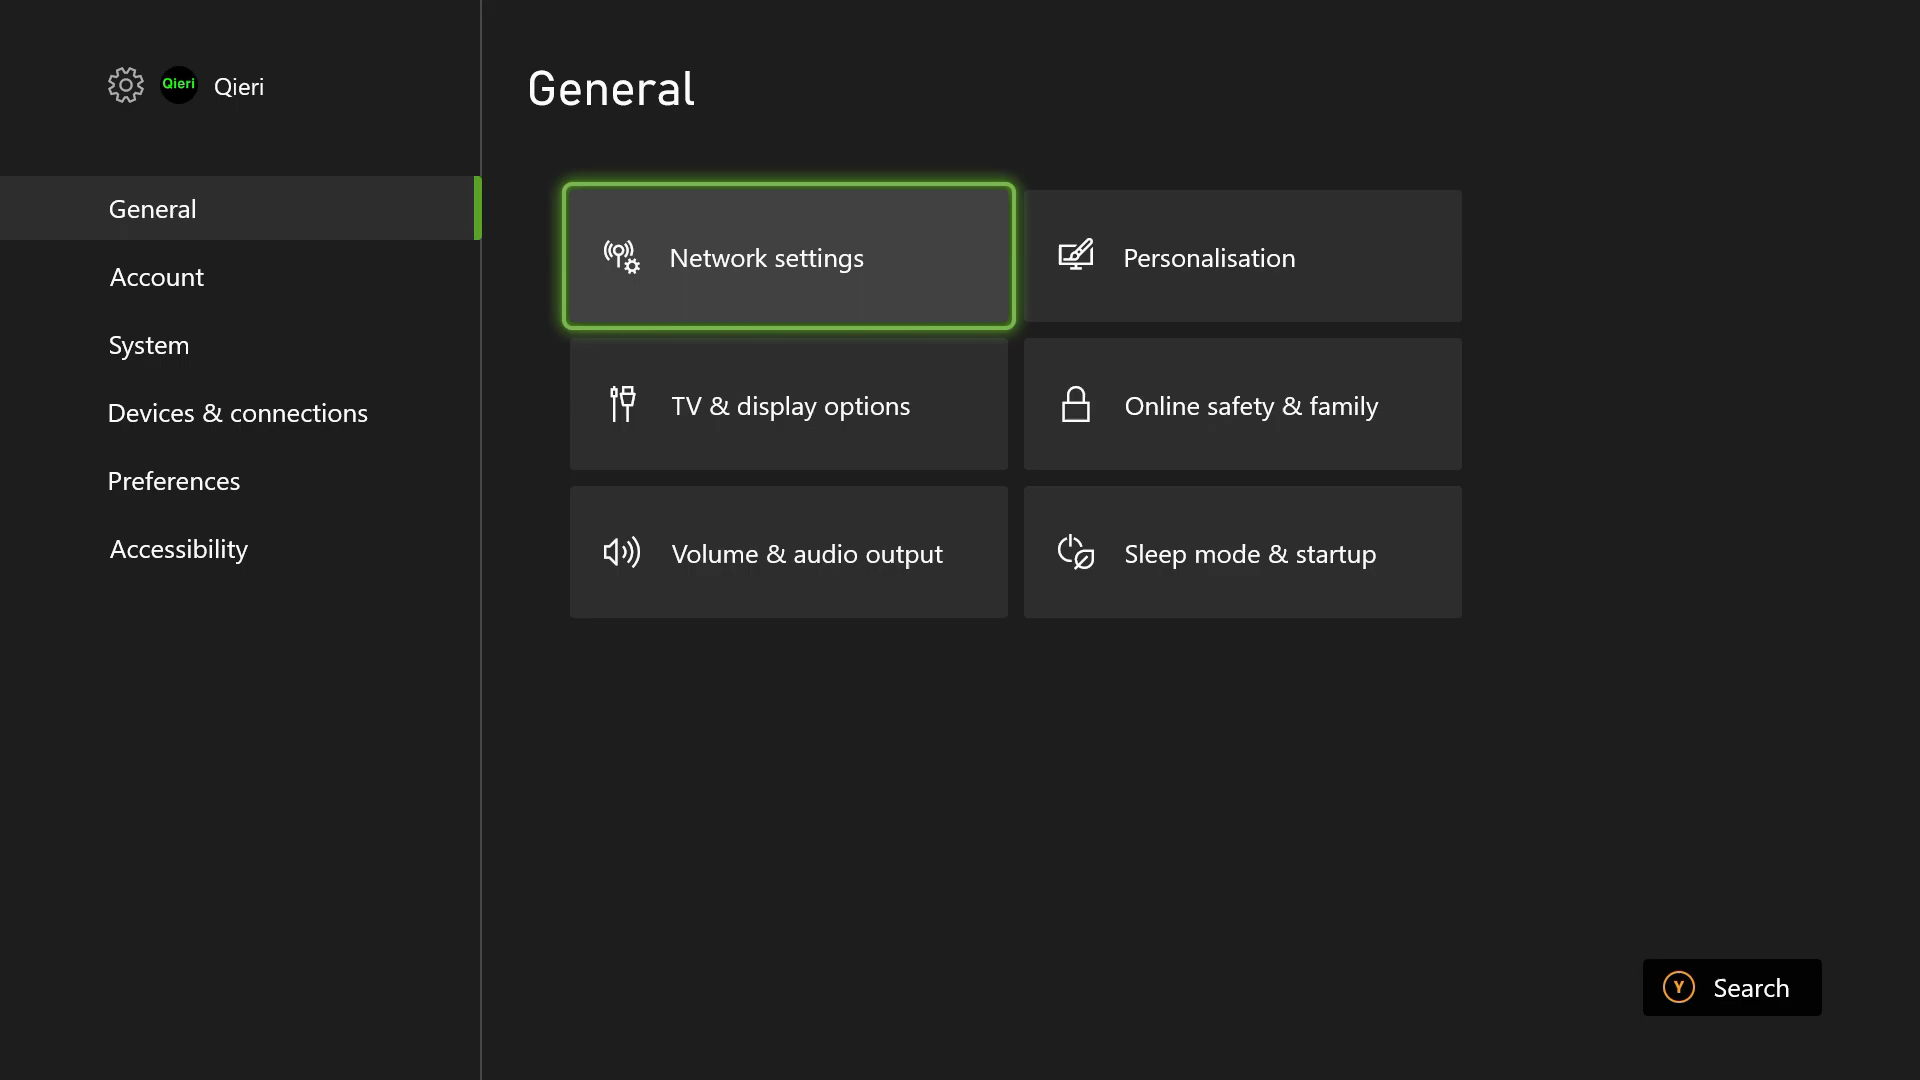 Qieri
Qieri
General
Account
System
Devices & connections
Preferences
Accessibility
General
Network settings
Personalisation
TV & display options
Online safety & family
Volume & audio output
Sleep mode & startup
Y
Search